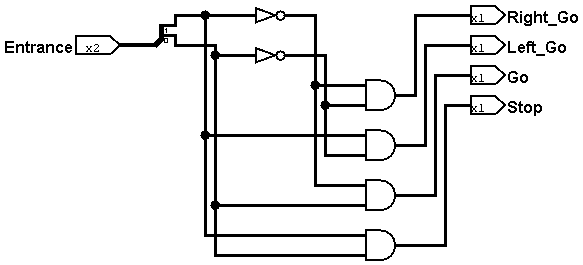 x1 Right_Go
x1 Left_Go
Entrance x2
x1 Go
x1 Stop